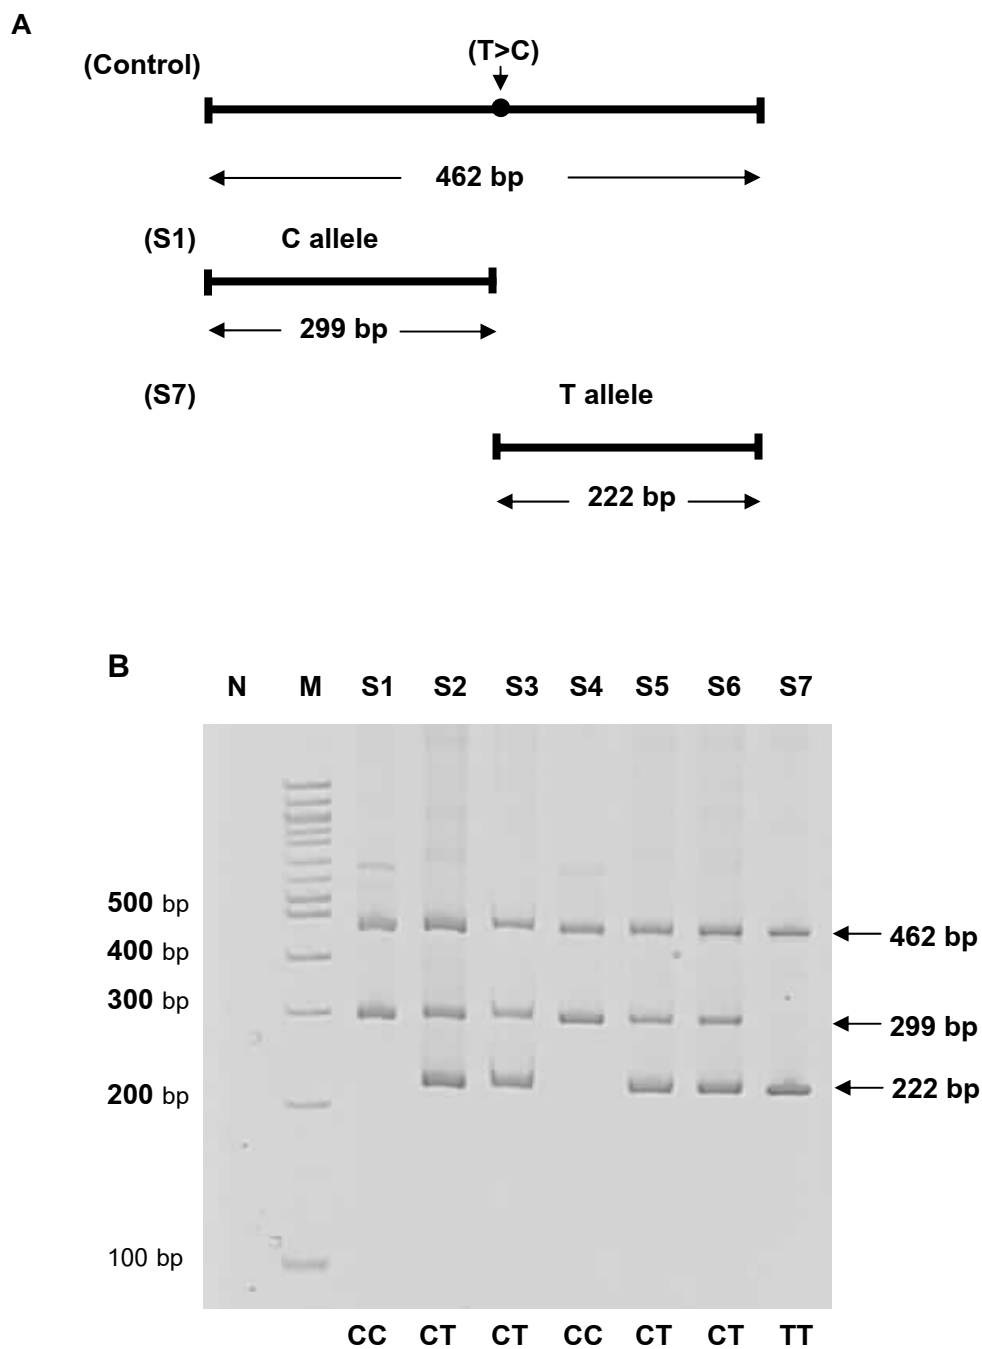 A
(Control)
(T>C)
462 bp
(S1)
C allele
299 bp
(S7)
T allele
222 bp
B
N M S1 S2 S3 S4 S5 S6 S7
500 bp
462 bp
400 bp
300 bp
299 bp
200 bp
222 bp
100 bp
CC CT CT CC CT CT TT